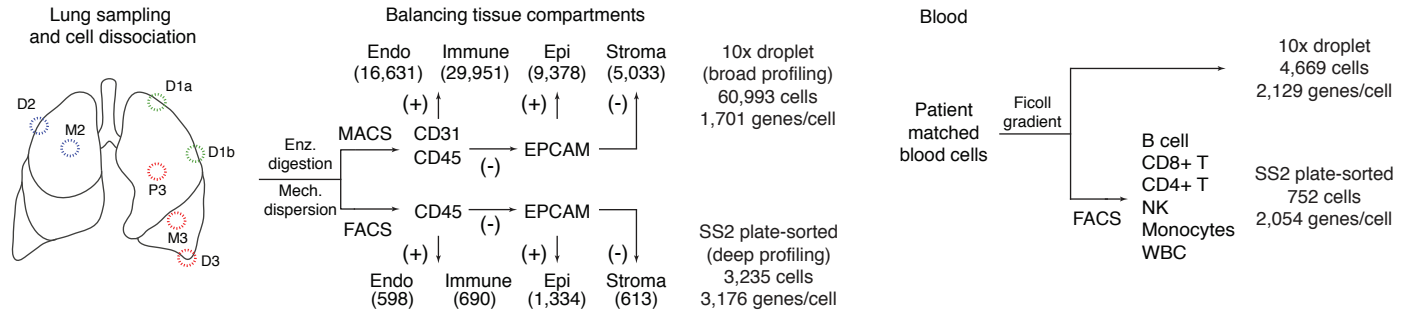 Lung sampling
and cell dissociation
D1a
D2
M2
D1b
P3
M3
D3
Balancing tissue compartments
Endo Immune Epi Stroma
(16,631) (29,951) (9,378) (5,033)
(+) (+) (-)
MACS
CD31
CD45
(-)
EPCAM
Enz.
digestion
Mech.
dispersion
FACS
CD45
(-)
EPCAM
(+) (+) (-)
Endo Immune Epi Stroma
(598) (690) (1,334) (613)
10x droplet
(broad profiling)
60,993 cells
1,701 genes/cell
SS2 plate-sorted
(deep profiling)
3,235 cells
3,176 genes/cell
Blood
Patient
matched
blood cells
Ficoll
gradient
FACS
B cell
CD8+ T
CD4+ T
NK
Monocytes
WBC
10x droplet
4,669 cells
2,129 genes/cell
SS2 plate-sorted
752 cells
2,054 genes/cell